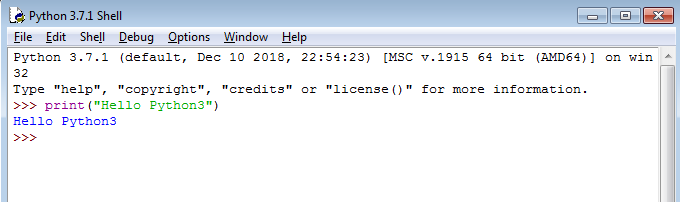 Python 3.7.1 Shell
File Edit Shell Debug Options Window Help
Python 3.7.1 (default, Dec 10 2018, 22:54:23) [MSC v.1915 64 bit (AMD64)] on win
32
Type "help", "copyright", "credits" or "license()" for more information.
>>> print("Hello Python3")
Hello Python3
>>>